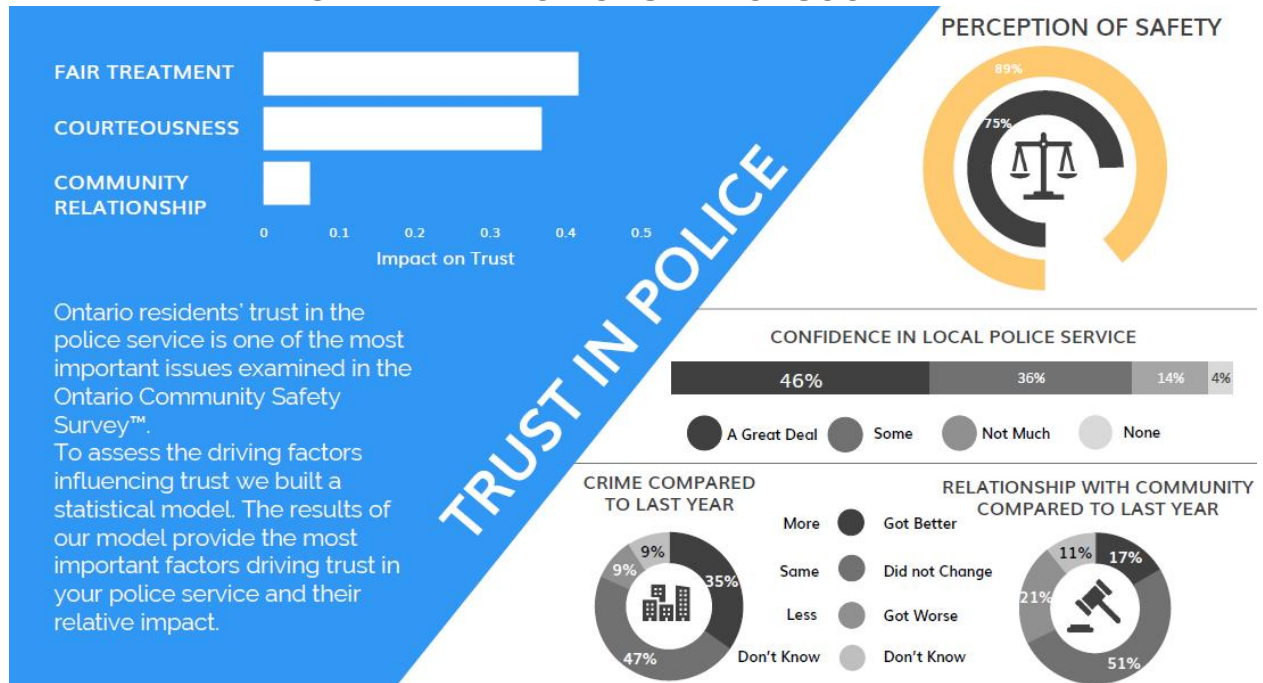 FAIR TREATMENT
COURTEOUSNESS
COMMUNITY
RELATIONSHIP
0 0.1 0.2 0.3 0.4 0.5
Impact on Trust
Ontario residents' trust in the
police service is one of the most
important issues examined in the
Ontario Community Safety
Survey™.
To assess the driving factors
influencing trust we built a
statistical model. The results of
our model provide the most
important factors driving trust in
your police service and their
relative impact.
TRUST IN POLICE
PERCEPTION OF SAFETY
89%
75%
CONFIDENCE IN LOCAL POLICE SERVICE
46% 36% 14% 4%
A Great Deal Some Not Much None
CRIME COMPARED
TO LAST YEAR
9%
35%
9%
47%
More Got Better
Same Did not Change
Less Got Worse
Don't Know Don't Know
RELATIONSHIP WITH COMMUNITY
COMPARED TO LAST YEAR
11% 17%
21%
51%